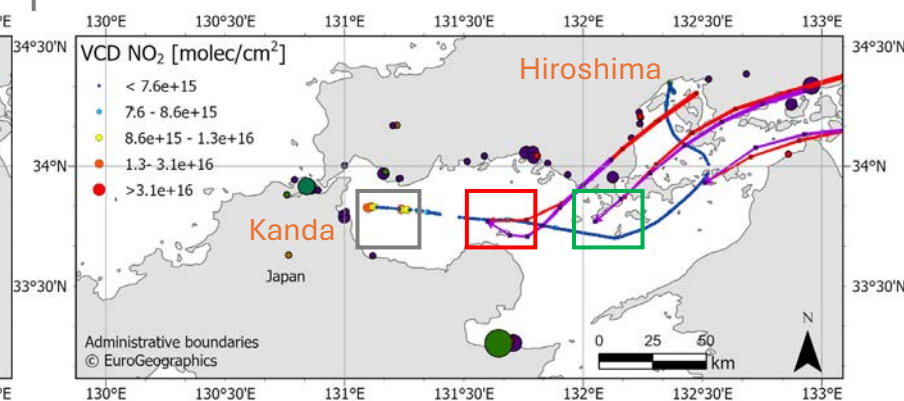 °E 130°E 130°30'E 131°E 131°30'E 132°E 132°30'E 133°E
34°30'N 34°30'N
VCD NO₂ [molec/cm²]
< 7.6e+15
7.6 - 8.6e+15
8.6e+15 - 1.3e+16
1.3- 3.1e+16
>3.1e+16
Hiroshima
34°N 34°N
Kanda
Japan
33°30'N 33°30'N
Administrative boundaries
© EuroGeographics
0 25 50
km
N
°E 130°E 130°30'E 131°E 131°30'E 132°E 132°30'E 133°E